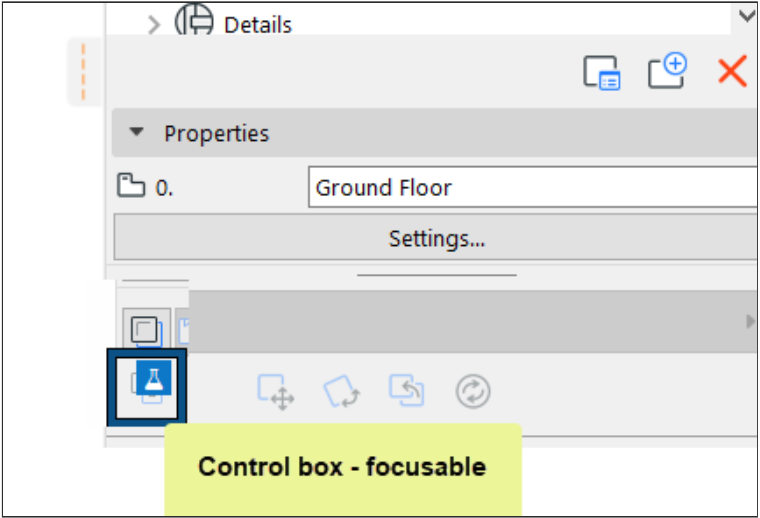 Details
Properties
0.
Ground Floor
Settings...
Control box - focusable